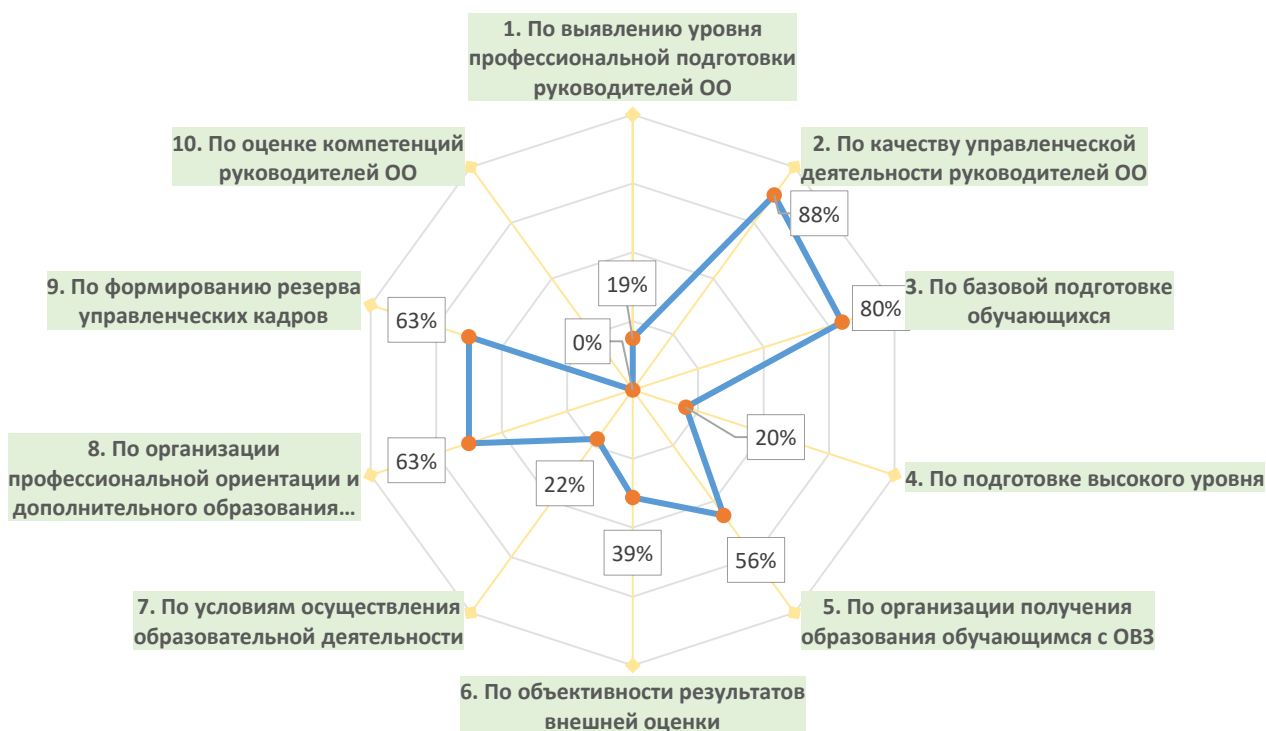 1. По выявлению уровня
профессиональной подготовки
руководителей ОО
10. По оценке компетенций
руководителей ОО
2. По качеству управленческой
деятельности руководителей ОО
88%
19%
9. По формированию резерва
управленческих кадров
63%
0%
80%
3. По базовой подготовке
обучающихся
20%
8. По организации
профессиональной ориентации и
дополнительного образования...
63%
22%
4. По подготовке высокого уровня
39%
56%
7. По условиям осуществления
образовательной деятельности
5. По организации получения
образования обучающимся с ОВЗ
6. По объективности результатов
внешней оценки